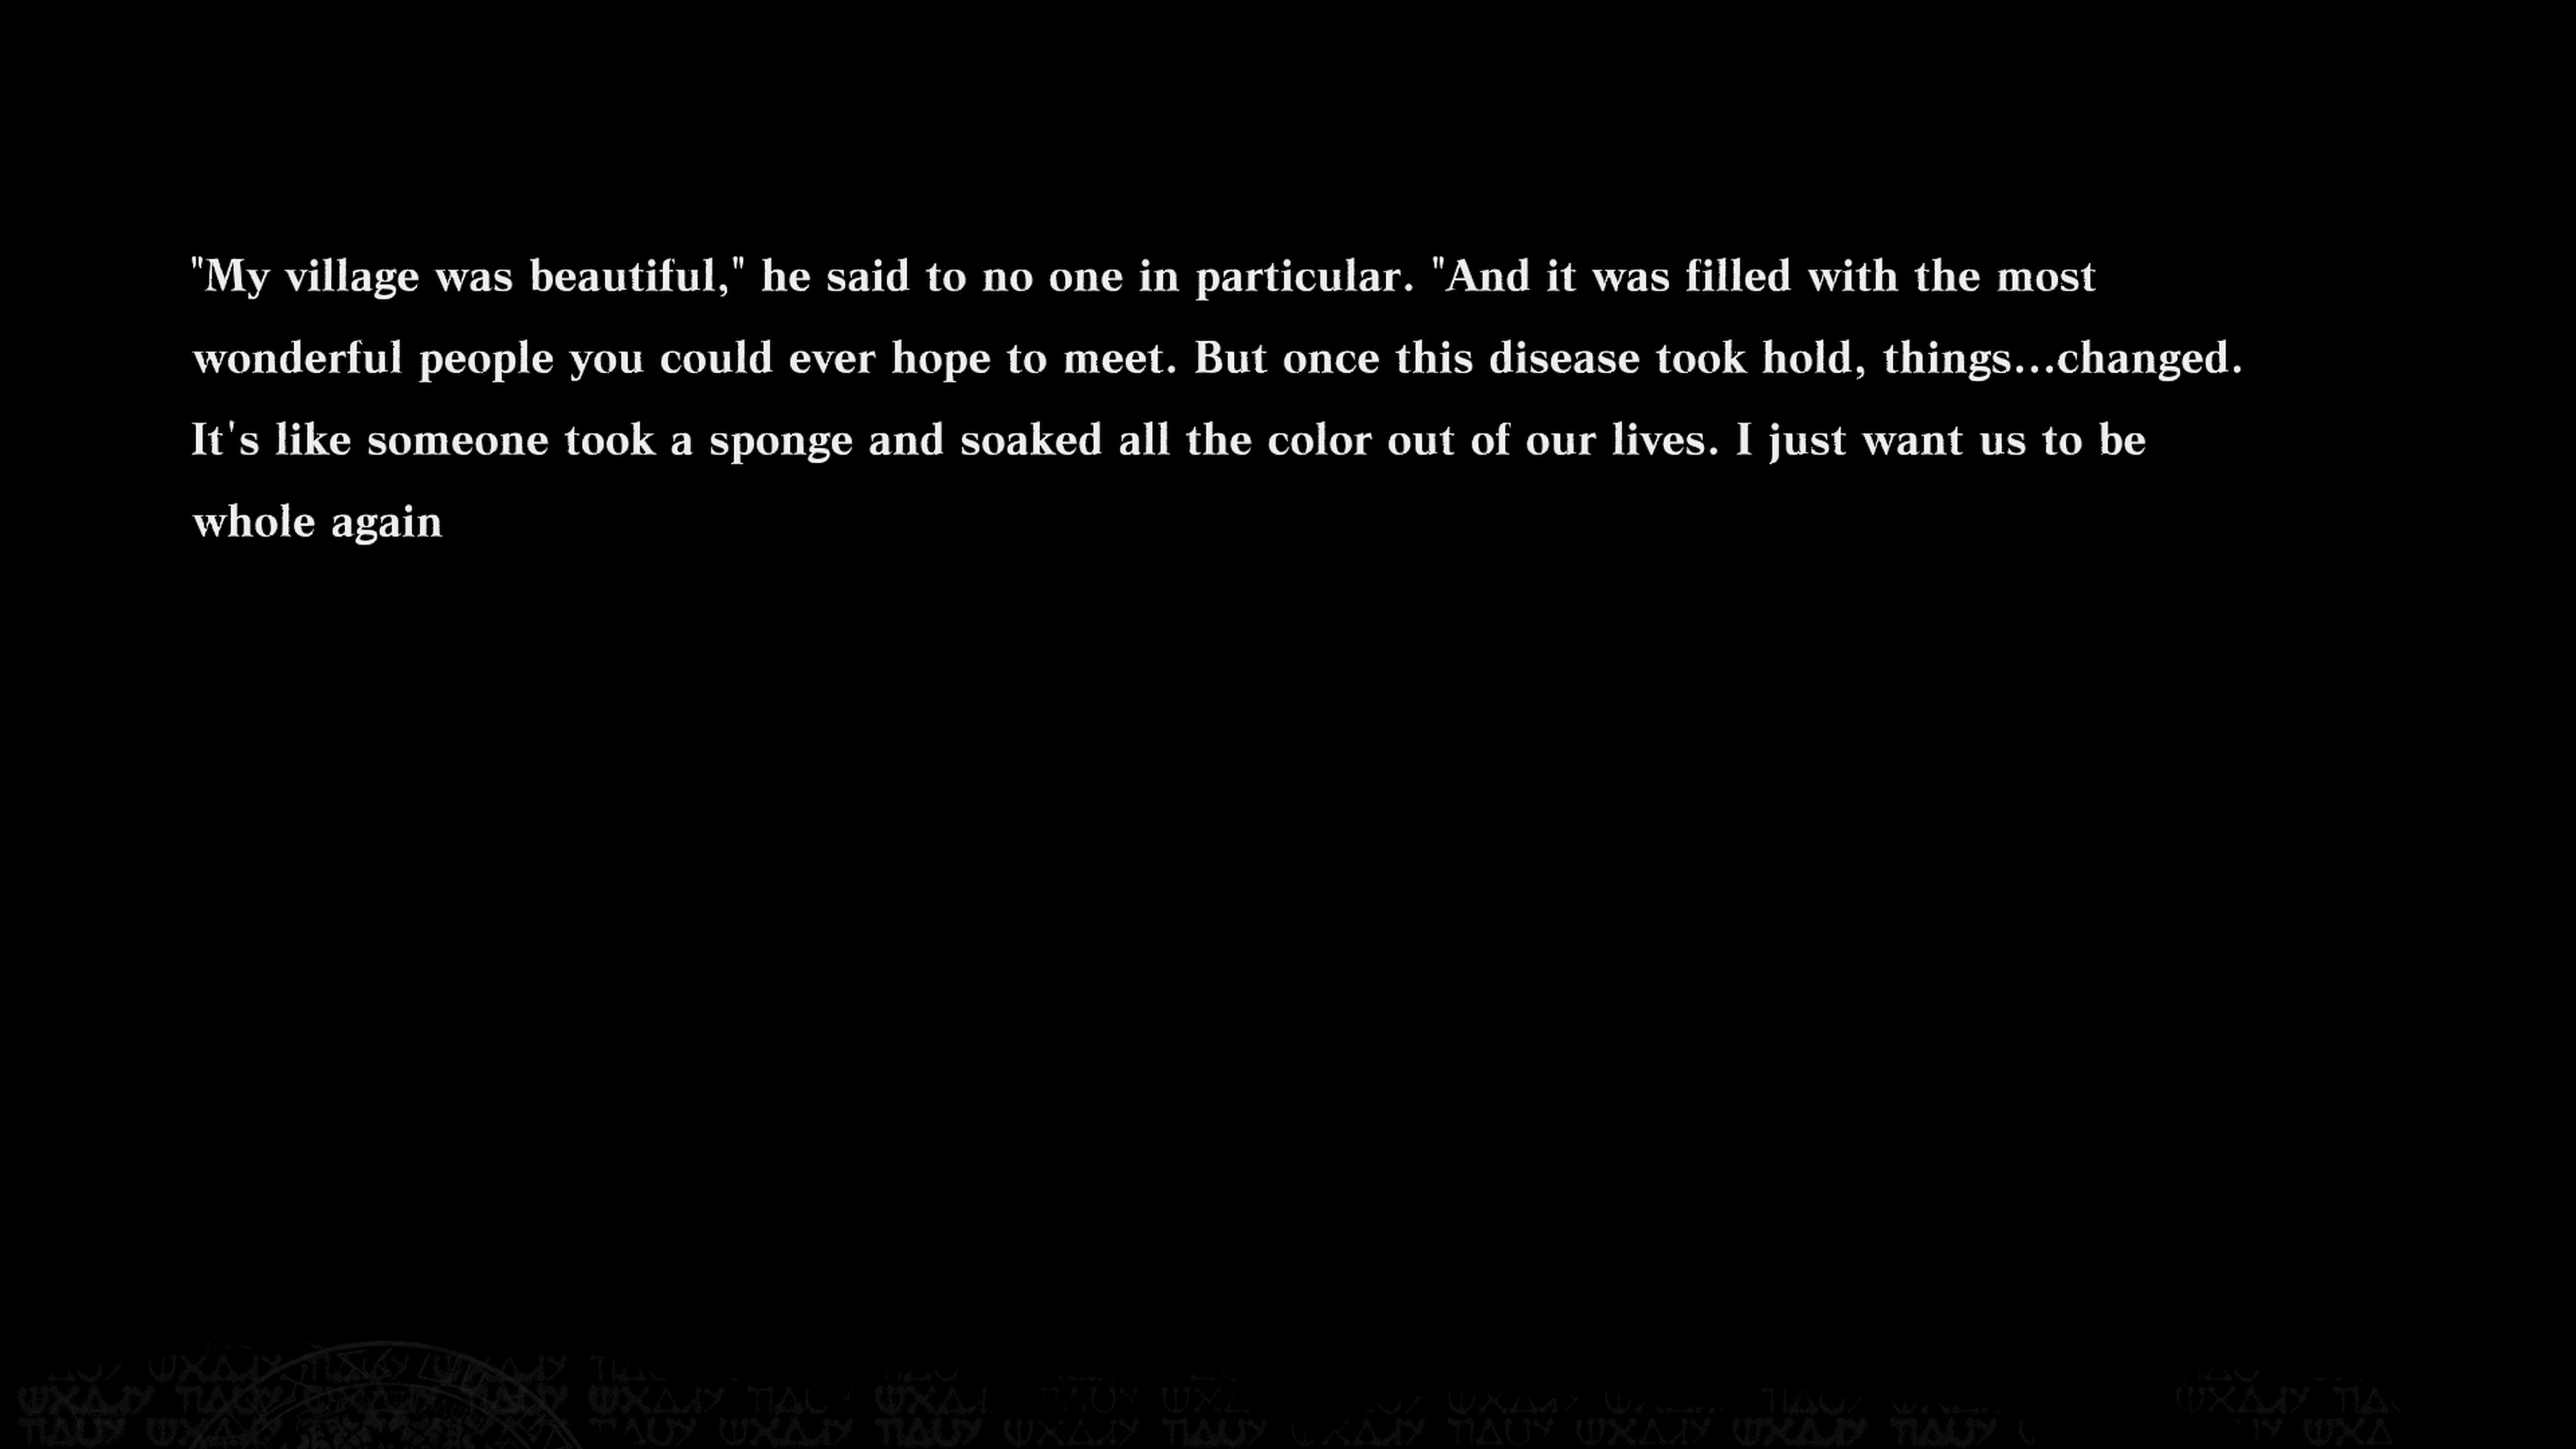 "My village was beautiful," he said to no one in particular. "And it was filled with the most
wonderful people you could ever hope to meet. But once this disease took hold, things...changed.
It's like someone took a sponge and soaked all the color out of our lives. I just want us to be
whole again